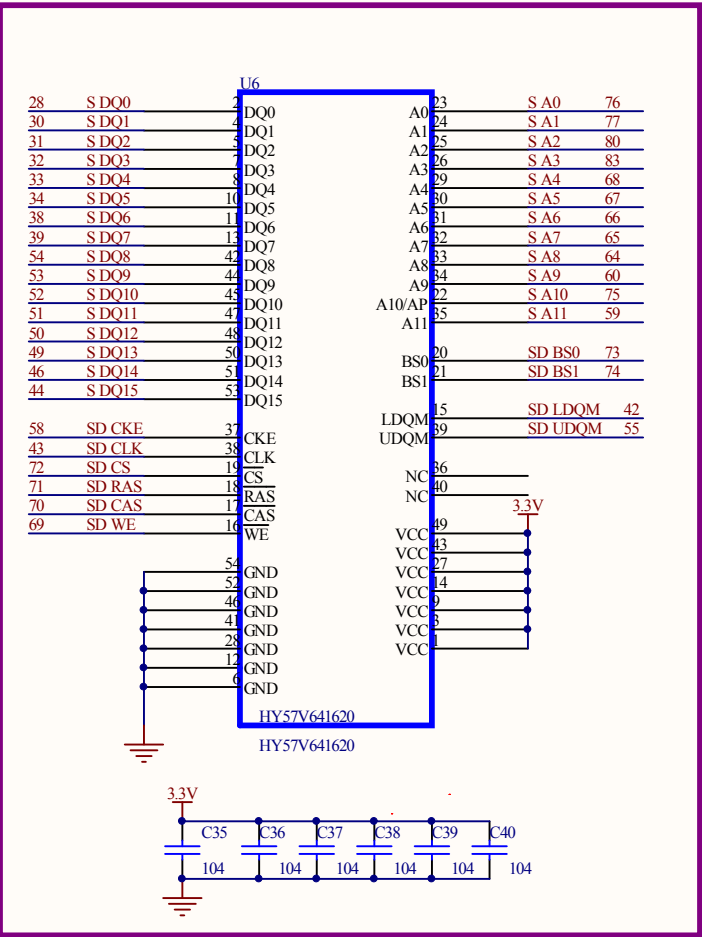 U6
28 S DQ0 2 DQ0 A0 23 S A0 76
30 S DQ1 4 DQ1 A1 24 S A1 77
31 S DQ2 5 DQ2 A2 25 S A2 80
32 S DQ3 7 DQ3 A3 26 S A3 83
33 S DQ4 8 DQ4 A4 29 S A4 68
34 S DQ5 10 DQ5 A5 30 S A5 67
38 S DQ6 11 DQ6 A6 31 S A6 66
39 S DQ7 13 DQ7 A7 32 S A7 65
54 S DQ8 42 DQ8 A8 33 S A8 64
53 S DQ9 44 DQ9 A9 34 S A9 60
52 S DQ10 45 DQ10 A10/AP 22 S A10 75
51 S DQ11 47 DQ11 A11 35 S A11 59
50 S DQ12 48 DQ12
49 S DQ13 50 DQ13 BS0 20 SD BS0 73
46 S DQ14 51 DQ14 BS1 21 SD BS1 74
44 S DQ15 53 DQ15
LDQM 15 SD LDQM 42
58 SD CKE 37 CKE UDQM 39 SD UDQM 55
43 SD CLK 38 CLK
72 SD CS 19 CS NC 36
71 SD RAS 18 RAS NC 40
70 SD CAS 17 CAS 3.3V
69 SD WE 16 WE VCC 49
VCC 43
54 GND VCC 27
52 GND VCC 14
46 GND VCC 9
41 GND VCC 3
28 GND VCC 1
12 GND
6 GND
HY57V641620
HY57V641620
3.3V
C35 C36 C37 C38 C39 C40
104 104 104 104 104 104